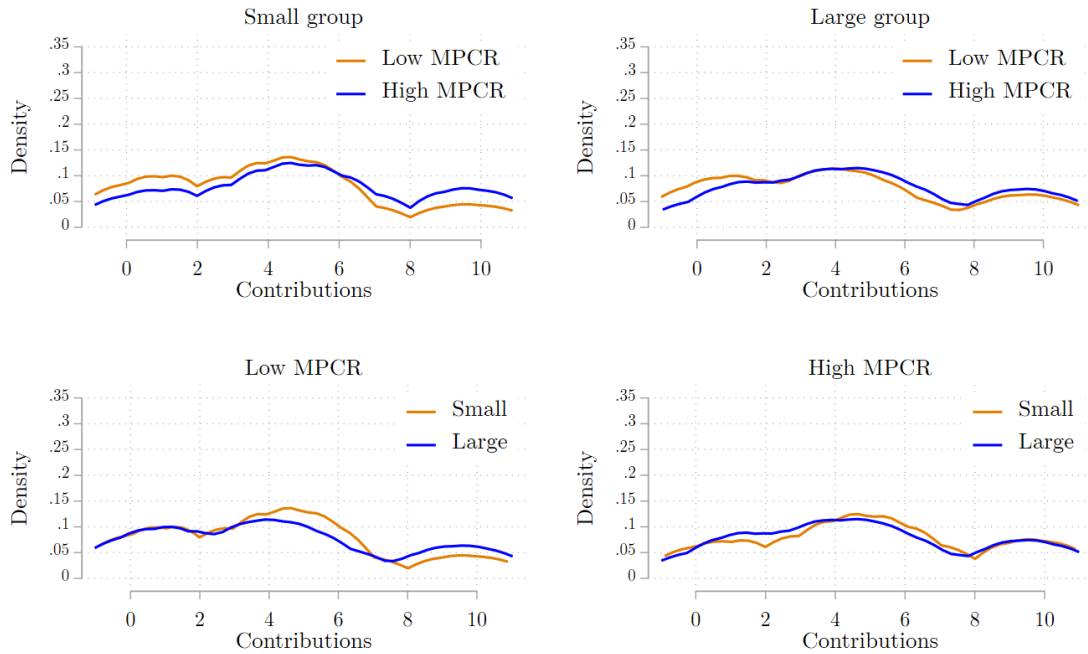 Small group
Low MPCR
High MPCR
Density
.35
.3
.25
.2
.15
.1
.05
0
0 2 4 6 8 10
Contributions
Large group
Low MPCR
High MPCR
Density
.35
.3
.25
.2
.15
.1
.05
0
0 2 4 6 8 10
Contributions
Low MPCR
Small
Large
Density
.35
.3
.25
.2
.15
.1
.05
0
0 2 4 6 8 10
Contributions
High MPCR
Small
Large
Density
.35
.3
.25
.2
.15
.1
.05
0
0 2 4 6 8 10
Contributions